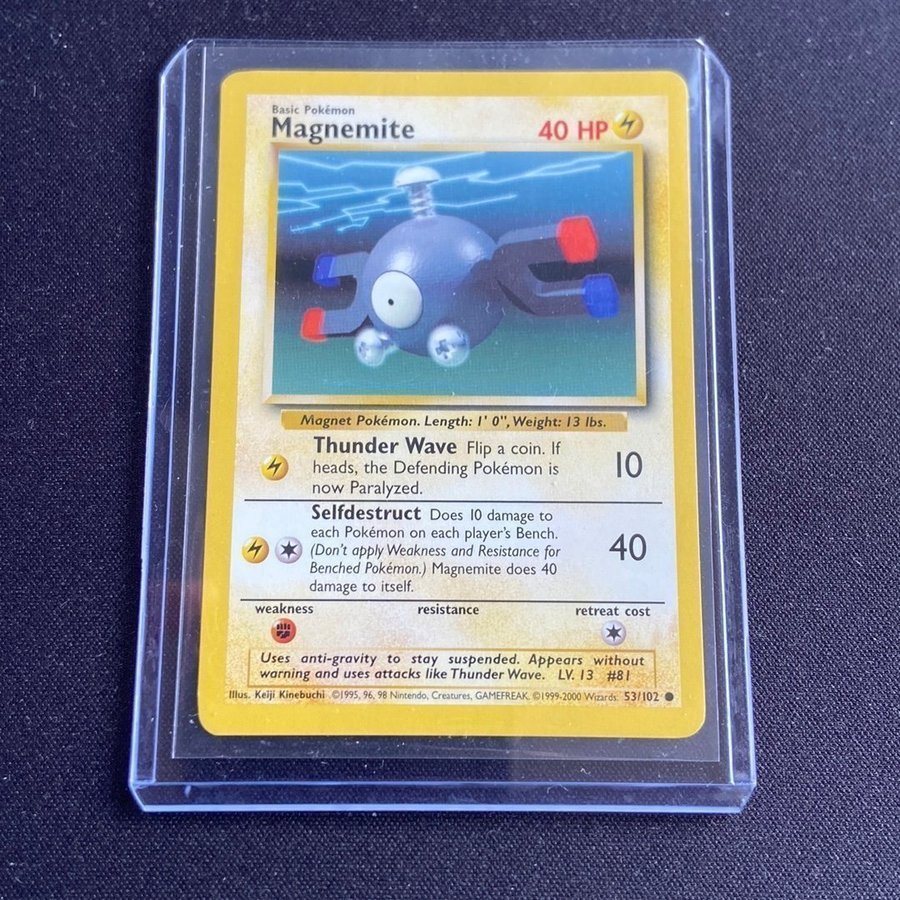 Basic Pokémon
Magnemite 40 HP
Magnet Pokémon. Length: 1' 0", Weight: 13 lbs.
Thunder Wave Flip a coin. If
heads, the Defending Pokémon is
now Paralyzed.
10
Selfdestruct Does 10 damage to
each Pokémon on each player's Bench.
(Don't apply Weakness and Resistance for
Benched Pokémon.) Magnemite does 40
damage to itself.
40
weakness resistance retreat cost
Uses anti-gravity to stay suspended. Appears without
warning and uses attacks like Thunder Wave. LV. 13 #81
Illus. Keiji Kinebuchi ©1995, 96, 98 Nintendo, Creatures, GAMEFREAK. ©1999-2000 Wizards. 53/102